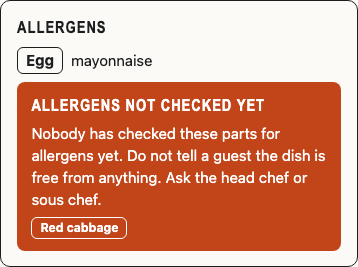 ALLERGENS
Egg mayonnaise
ALLERGENS NOT CHECKED YET
Nobody has checked these parts for
allergens yet. Do not tell a guest the dish is
free from anything. Ask the head chef or
sous chef.
Red cabbage